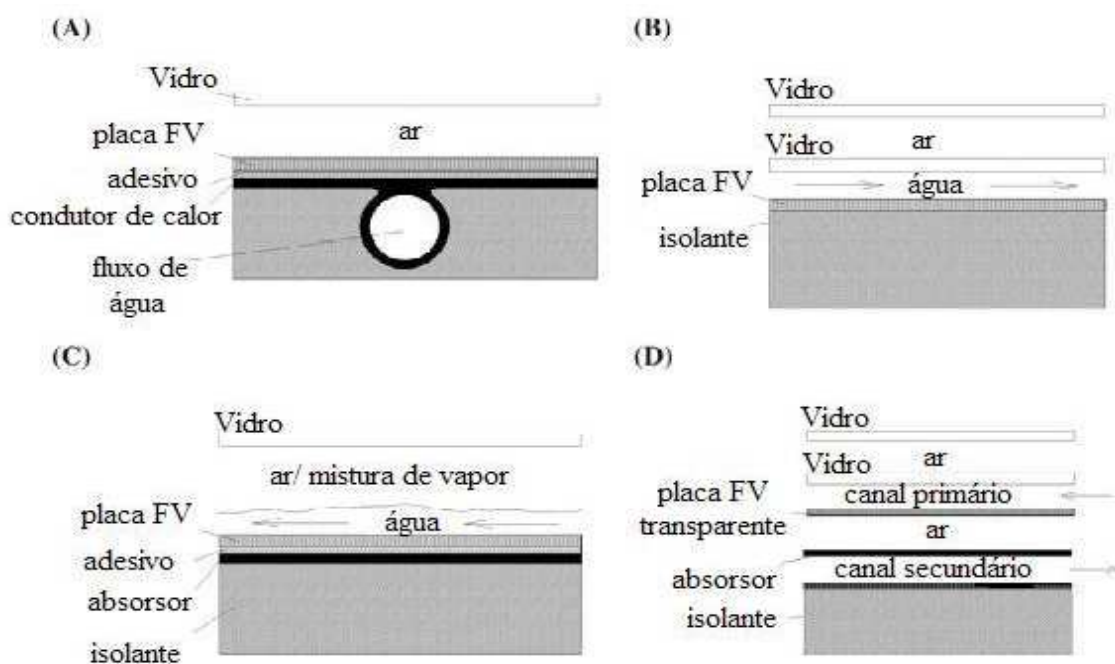 (A)
Vidro
placa FV
ar
adesivo
condutor de calor
fluxo de
água
(B)
Vidro
Vidro
ar
placa FV
água
isolante
(C)
Vidro
ar/ mistura de vapor
placa FV
água
adesivo
absorsor
isolante
(D)
Vidro
Vidro
ar
placa FV
transparente
canal primário
ar
absorsor
canal secundário
isolante